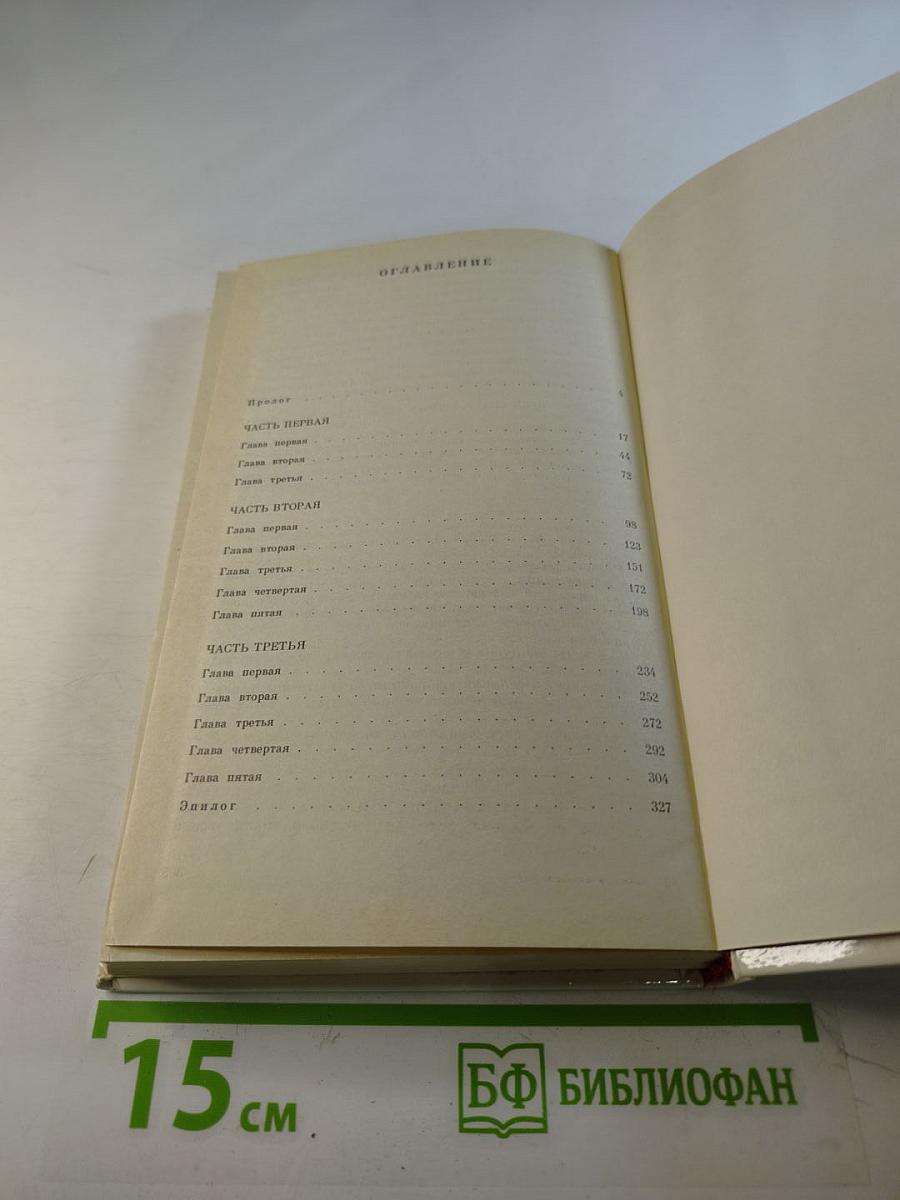 ОГЛАВЛЕНИЕ
Пролог . . . . . . . . . . . . . . . . . . 4
ЧАСТЬ ПЕРВАЯ
Глава первая . . . . . . . . . . . . . . . . . 17
Глава вторая . . . . . . . . . . . . . . . . . 44
Глава третья . . . . . . . . . . . . . . . . . 72
ЧАСТЬ ВТОРАЯ
Глава первая . . . . . . . . . . . . . . . . . 98
Глава вторая . . . . . . . . . . . . . . . . . 123
Глава третья . . . . . . . . . . . . . . . . . 151
Глава четвертая . . . . . . . . . . . . . . . . 172
Глава пятая . . . . . . . . . . . . . . . . . 198
ЧАСТЬ ТРЕТЬЯ
Глава первая . . . . . . . . . . . . . . . . . 234
Глава вторая . . . . . . . . . . . . . . . . . 252
Глава третья . . . . . . . . . . . . . . . . . 272
Глава четвертая . . . . . . . . . . . . . . . . 292
Глава пятая . . . . . . . . . . . . . . . . . 304
Эпилог . . . . . . . . . . . . . . . . . . 327
15 см
БФ БИБЛИОФАН